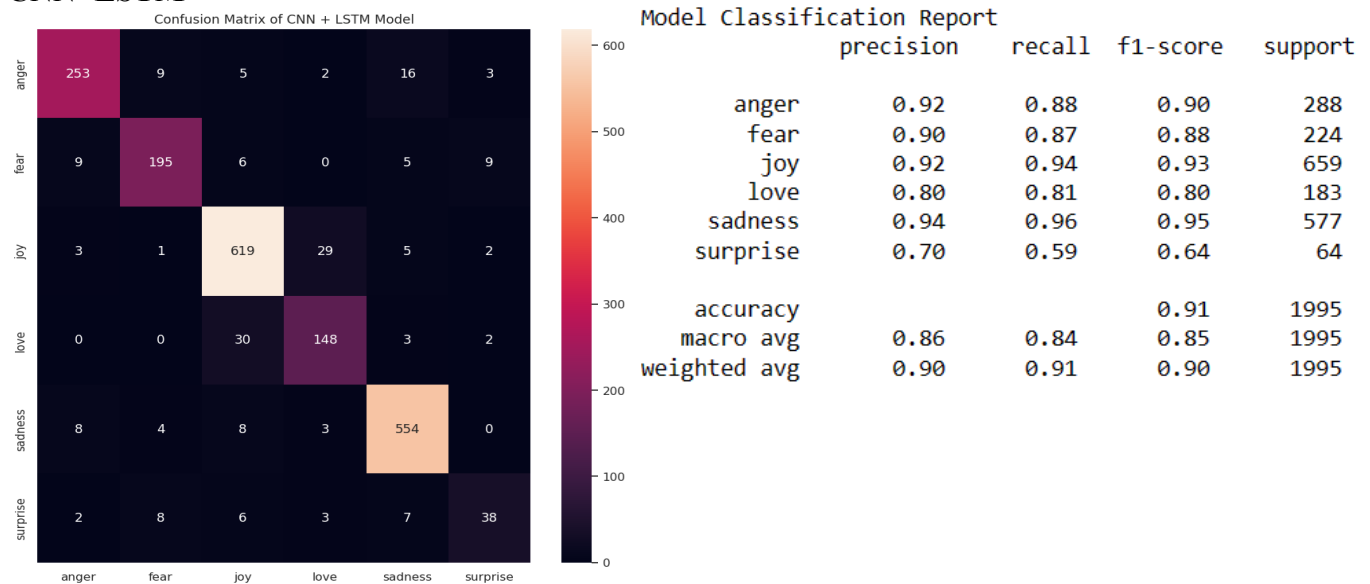 CNN-LSTM
Confusion Matrix of CNN + LSTM Model
anger 253 9 5 2 16 3
fear 9 195 6 0 5 9
joy 3 1 619 29 5 2
love 0 0 30 148 3 2
sadness 8 4 8 3 554 0
surprise 2 8 6 3 7 38
anger fear joy love sadness surprise
600
500
400
300
200
100
0
Model Classification Report
precision recall f1-score support
anger 0.92 0.88 0.90 288
fear 0.90 0.87 0.88 224
joy 0.92 0.94 0.93 659
love 0.80 0.81 0.80 183
sadness 0.94 0.96 0.95 577
surprise 0.70 0.59 0.64 64
accuracy 0.91 1995
macro avg 0.86 0.84 0.85 1995
weighted avg 0.90 0.91 0.90 1995